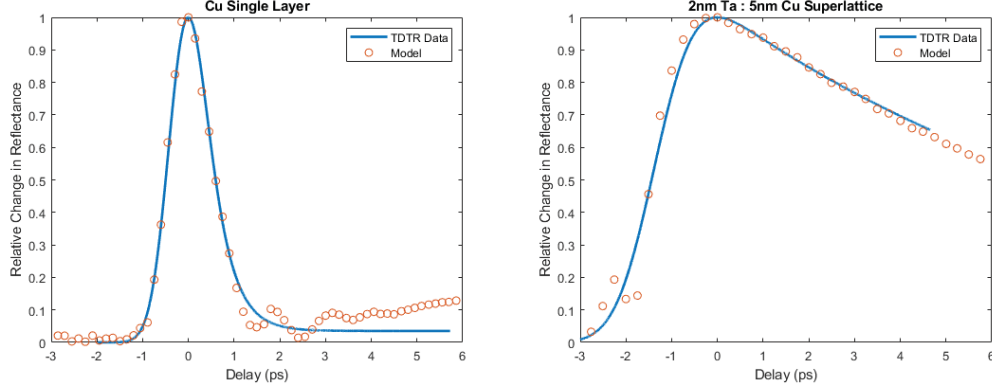 Cu Single Layer
Relative Change in Reflectance
1
0.9
0.8
0.7
0.6
0.5
0.4
0.3
0.2
0.1
0
-3 -2 -1 0 1 2 3 4 5 6
Delay (ps)
TDTR Data
Model
2nm Ta : 5nm Cu Superlattice
Relative Change in Reflectance
1
0.9
0.8
0.7
0.6
0.5
0.4
0.3
0.2
0.1
0
-3 -2 -1 0 1 2 3 4 5 6
Delay (ps)
TDTR Data
Model